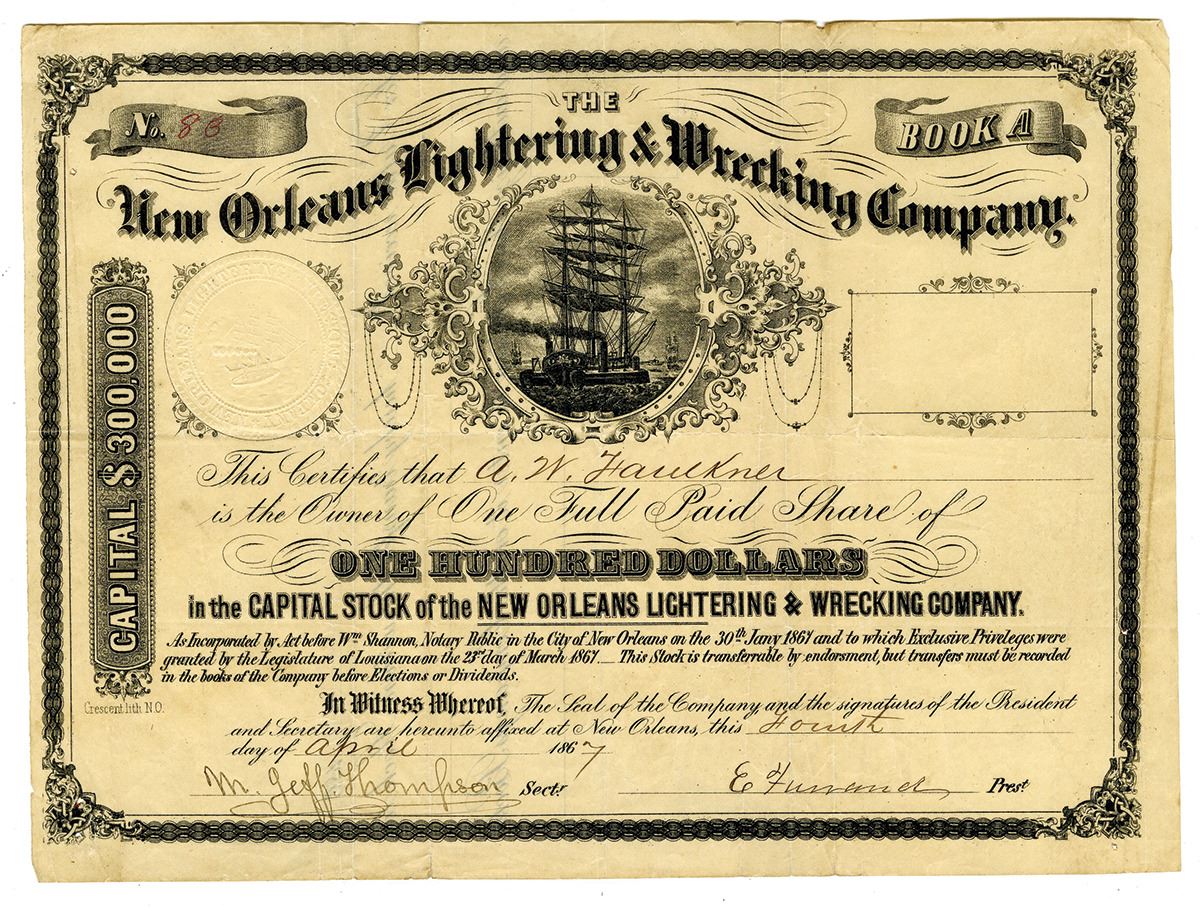 THE
No. 88
BOOK A
New Orleans Lightering & Wrecking Company.
CAPITAL $300,000
This Certifies that A. W. Faulkner
is the Owner of One Full Paid Share of
ONE HUNDRED DOLLARS
in the CAPITAL STOCK of the NEW ORLEANS LIGHTERING & WRECKING COMPANY.
As Incorporated by Act before Wm Shannon, Notary Public in the City of New Orleans on the 30th Jany 1867 and to which Exclusive Priveleges were
granted by the Legislature of Louisiana on the 23rd day of March 1867. This Stock is transferrable by endorsment, but transfers must be recorded
in the books of the Company before Elections or Dividends.
Crescent lith N.O.
In Witness Whereof, The Seal of the Company and the signatures of the President
and Secretary are hereunto affixed at New Orleans, this Fourth
day of April 1867
M. Jeff Thompson Sect.r
E Prest